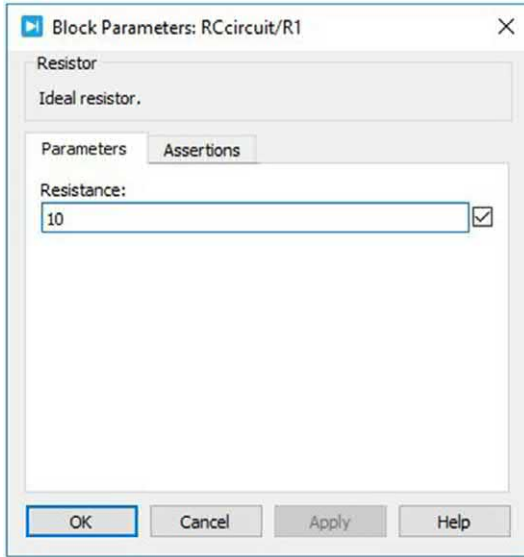 Block Parameters: RCcircuit/R1
Resistor
Ideal resistor.
Parameters Assertions
Resistance:
10
OK Cancel Apply Help